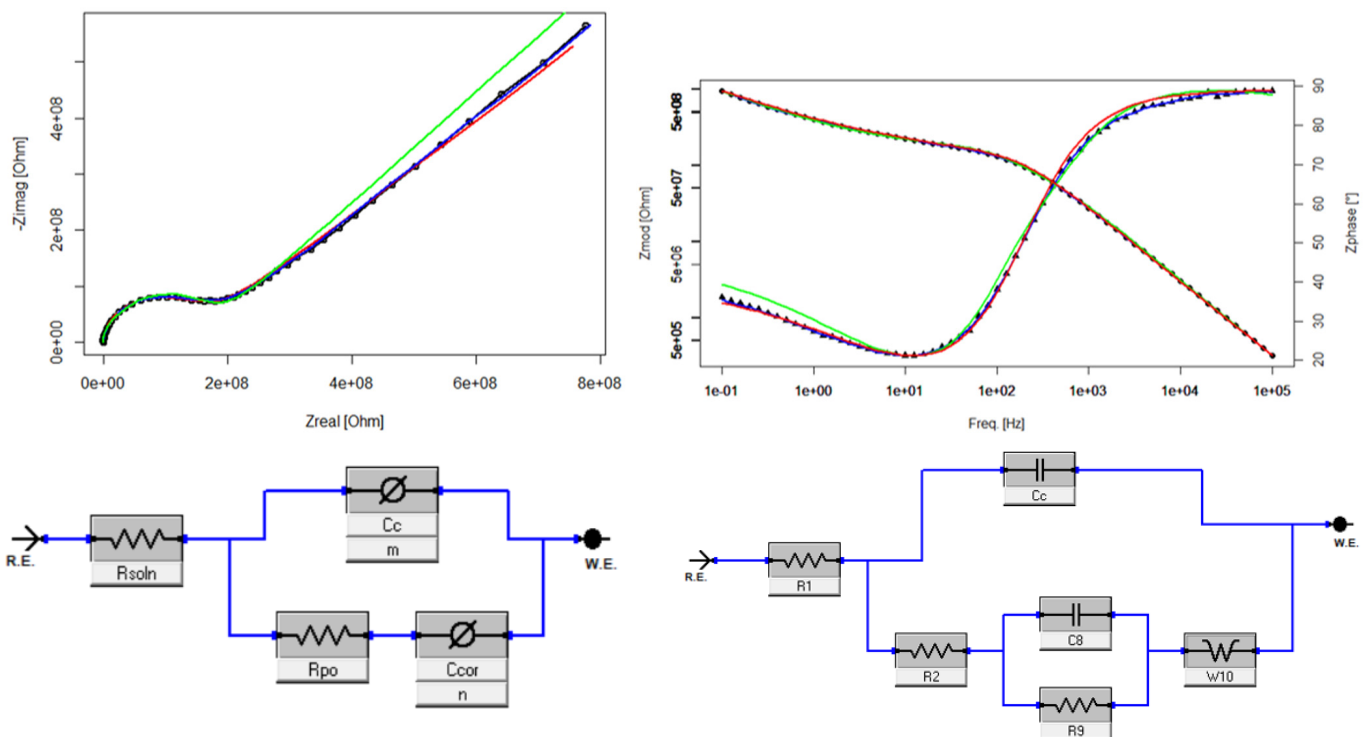 -Zimag [Ohm]
4e+08
2e+08
0e+00
0e+00 2e+08 4e+08 6e+08 8e+08
Zreal [Ohm]
Zmod [Ohm]
5e+08
5e+07
5e+06
5e+05
90
80
70
60
50
40
30
20
Zphase [°]
1e-01 1e+00 1e+01 1e+02 1e+03 1e+04 1e+05
Freq. [Hz]
R.E.
Rsoln
Cc
m
Rpo
Ccor
n
W.E.
R.E.
R1
Cc
R2
C8
R9
W10
W.E.